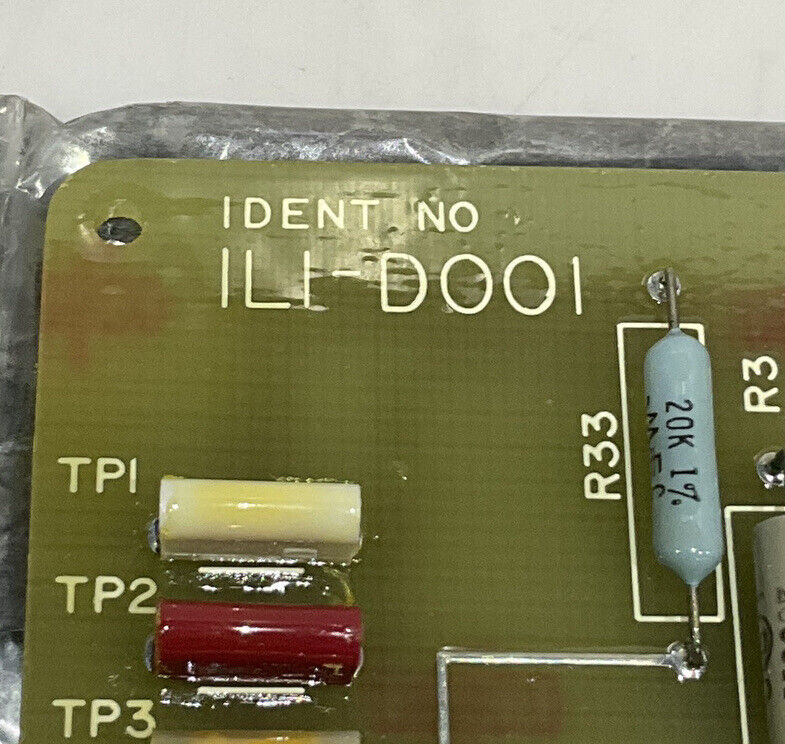 IDENT NO
ILI-D001
R33
20K 1%
R3
TP1
TP2
TP3